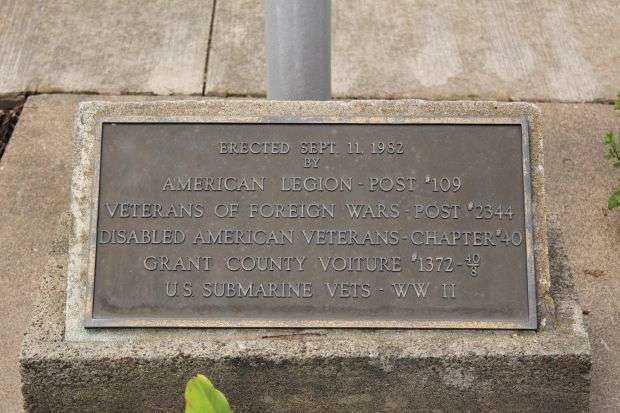 ERECTED SEPT. 11, 1982
BY
AMERICAN LEGION - POST #109
VETERANS OF FOREIGN WARS - POST #2344
DISABLED AMERICAN VETERANS - CHAPTER #40
GRANT COUNTY VOITURE #1372 - 40/8
U.S. SUBMARINE VETS - WW II